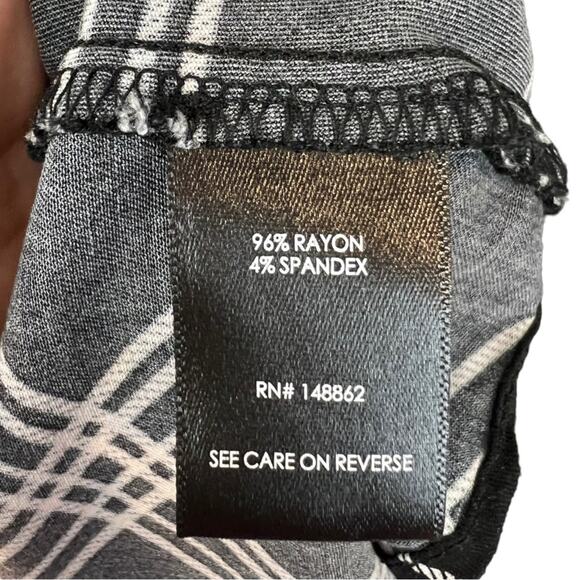 96% RAYON
4% SPANDEX
RN# 148862
SEE CARE ON REVERSE